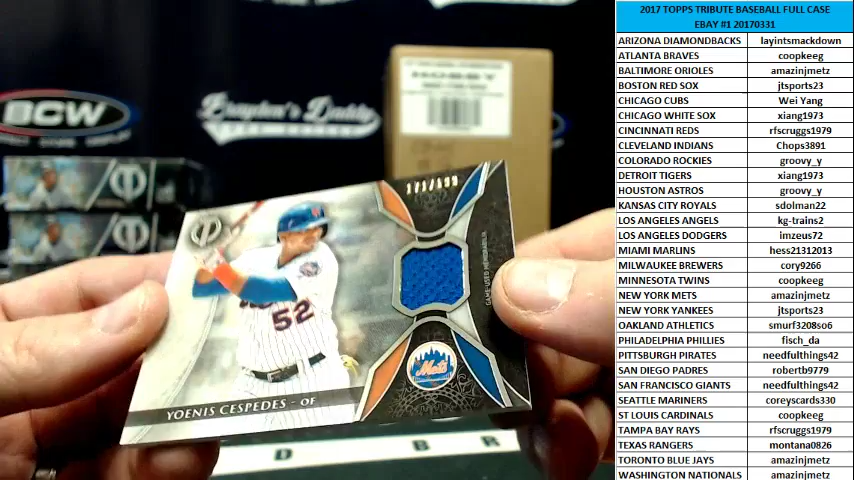 2017 TOPPS TRIBUTE BASEBALL FULL CASE
EBAY #1 20170331
ARIZONA DIAMONDBACKS layintsmackdown
ATLANTA BRAVES coopkeeg
BALTIMORE ORIOLES amazinjmetz
BOSTON RED SOX jtsports23
CHICAGO CUBS Wei Yang
CHICAGO WHITE SOX xiang1973
CINCINNATI REDS rfscruggs1979
CLEVELAND INDIANS Chops3891
COLORADO ROCKIES groovy_y
DETROIT TIGERS xiang1973
HOUSTON ASTROS groovy_y
KANSAS CITY ROYALS sdolman22
LOS ANGELES ANGELS kg-trains2
LOS ANGELES DODGERS imzeus72
MIAMI MARLINS hess21312013
MILWAUKEE BREWERS cory9266
MINNESOTA TWINS coopkeeg
NEW YORK METS amazinjmetz
NEW YORK YANKEES jtsports23
OAKLAND ATHLETICS smurf3208so6
PHILADELPHIA PHILLIES fisch_da
PITTSBURGH PIRATES needfulthings42
SAN DIEGO PADRES robertb9779
SAN FRANCISCO GIANTS needfulthings42
SEATTLE MARINERS coreyscards330
ST LOUIS CARDINALS coopkeeg
TAMPA BAY RAYS rfscruggs1979
TEXAS RANGERS montana0826
TORONTO BLUE JAYS amazinjmetz
WASHINGTON NATIONALS amazinjmetz
BCW
Brayden's Daddy
HOBBY
GAME-USED MEMORABILIA
52
Mets
YOENIS CESPEDES - OF
D B R